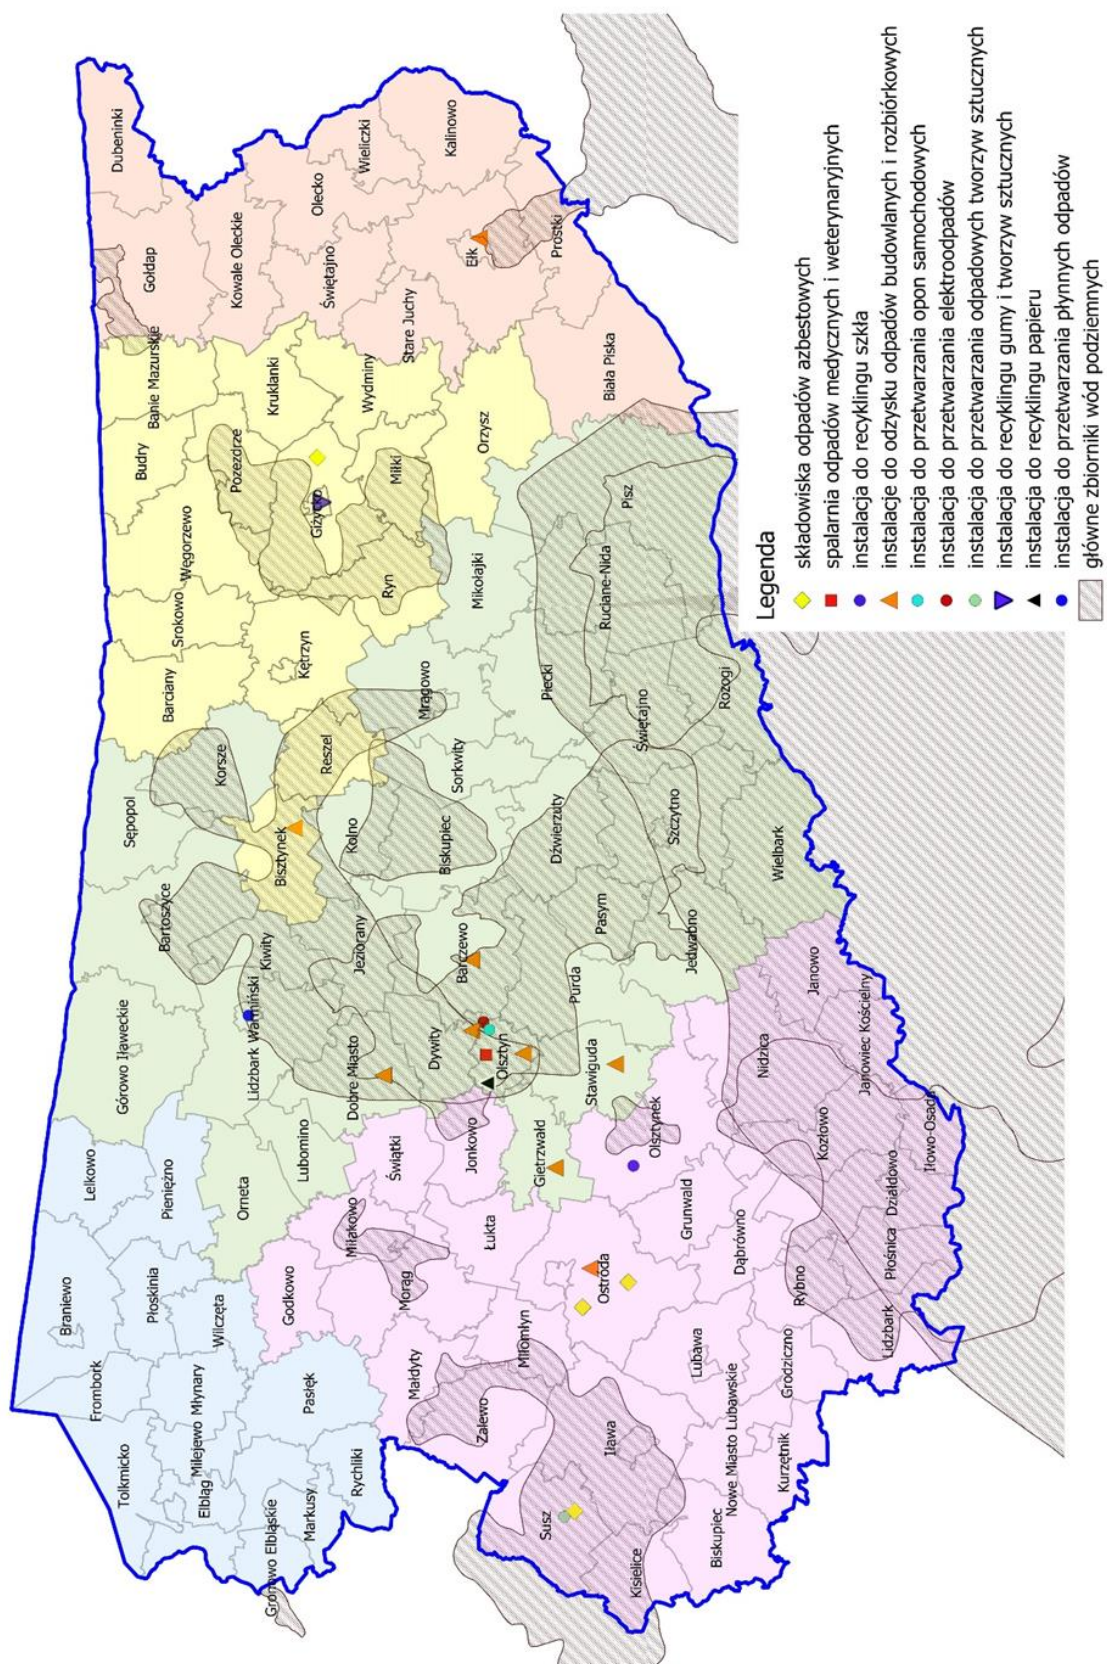 Tolkmicko
Frombork
Braniewo
Lelkowo
Górowo Iławeckie
Bartoszyce
Sępopol
Barciany
Srokowo
Węgorzewo
Budry
Banie Mazurskie
Gołdap
Dubeninki
Gronowo Elbląskie
Elbląg
Milejewo
Młynary
Wilczęta
Płoskinia
Pieniężno
Orneta
Lidzbark Warmiński
Kiwity
Bisztynek
Korsze
Reszel
Kętrzyn
Giżycko
Pozezdrze
Kruklanki
Kowale Oleckie
Markusy
Rychliki
Pasłęk
Godkowo
Lubomino
Dobre Miasto
Jeziorany
Kolno
Mrągowo
Ryn
Miłki
Wydminy
Świętajno
Olecko
Wieliczki
Małdyty
Morąg
Miłakowo
Świątki
Dywity
Barczewo
Biskupiec
Sorkwity
Mikołajki
Orzysz
Stare Juchy
Ełk
Kalinowo
Zalewo
Miłomłyn
Łukta
Jonkowo
Olsztyn
Purda
Dźwierzuty
Piecki
Ruciane-Nida
Pisz
Biała Piska
Prostki
Susz
Iława
Ostróda
Gietrzwałd
Stawiguda
Pasym
Szczytno
Świętajno
Rozogi
Kisielice
Biskupiec
Nowe Miasto Lubawskie
Lubawa
Grunwald
Olsztynek
Jedwabno
Wielbark
Kurzętnik
Grodziczno
Dąbrówno
Rybno
Kozłowo
Nidzica
Janowo
Lidzbark
Płośnica
Działdowo
Iłowo-Osada
Janowiec Kościelny
Legenda
składowiska odpadów azbestowych
spalarnia odpadów medycznych i weterynaryjnych
instalacja do recyklingu szkła
instalacje do odzysku odpadów budowlanych i rozbiórkowych
instalacja do przetwarzania opon samochodowych
instalacja do przetwarzania elektroodpadów
instalacja do przetwarzania odpadowych tworzyw sztucznych
instalacja do recyklingu gumy i tworzyw sztucznych
instalacja do recyklingu papieru
instalacja do przetwarzania płynnych odpadów
główne zbiorniki wód podziemnych